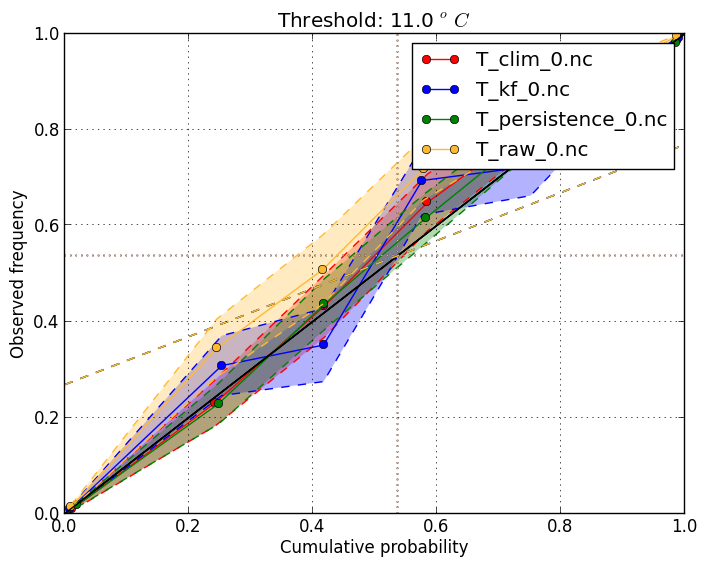 Threshold: 11.0 ° C
T_clim_0.nc
T_kf_0.nc
T_persistence_0.nc
T_raw_0.nc
Observed frequency
1.0
0.8
0.6
0.4
0.2
0.0
0.0 0.2 0.4 0.6 0.8 1.0
Cumulative probability